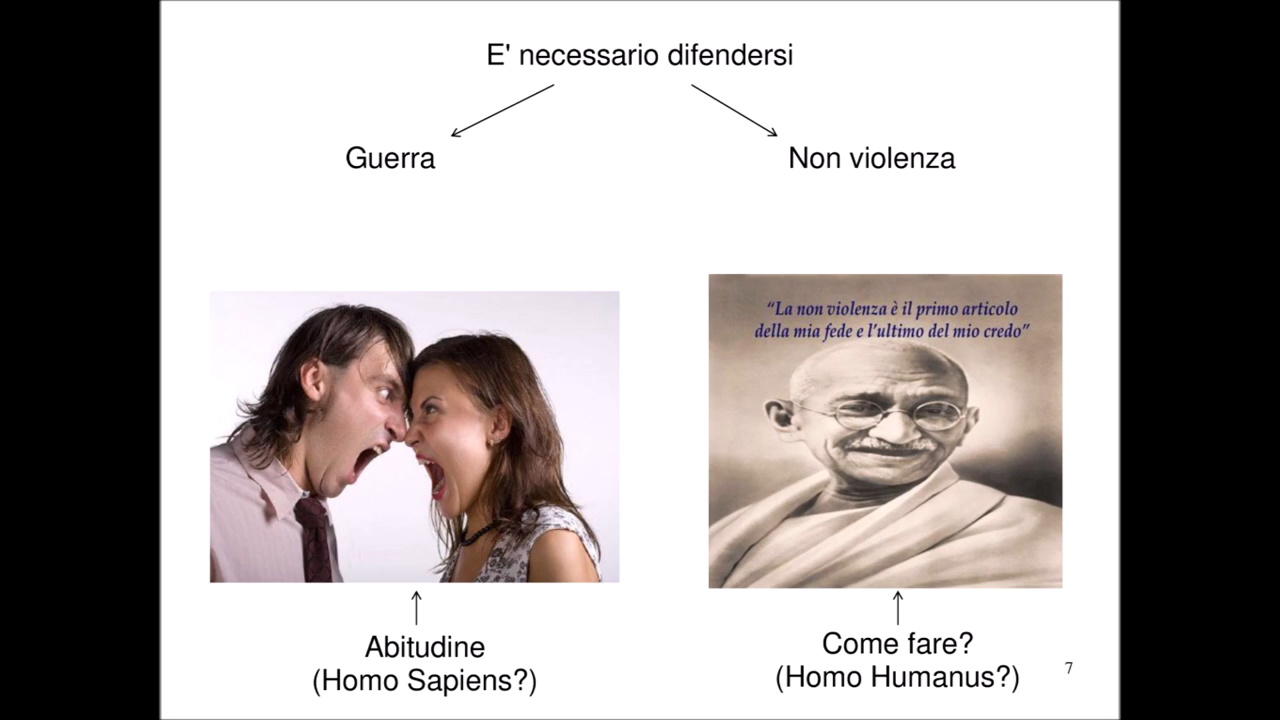 E' necessario difendersi
Guerra
Non violenza
“La non violenza è il primo articolo
della mia fede e l’ultimo del mio credo”
Abitudine
(Homo Sapiens?)
Come fare?
(Homo Humanus?)
7